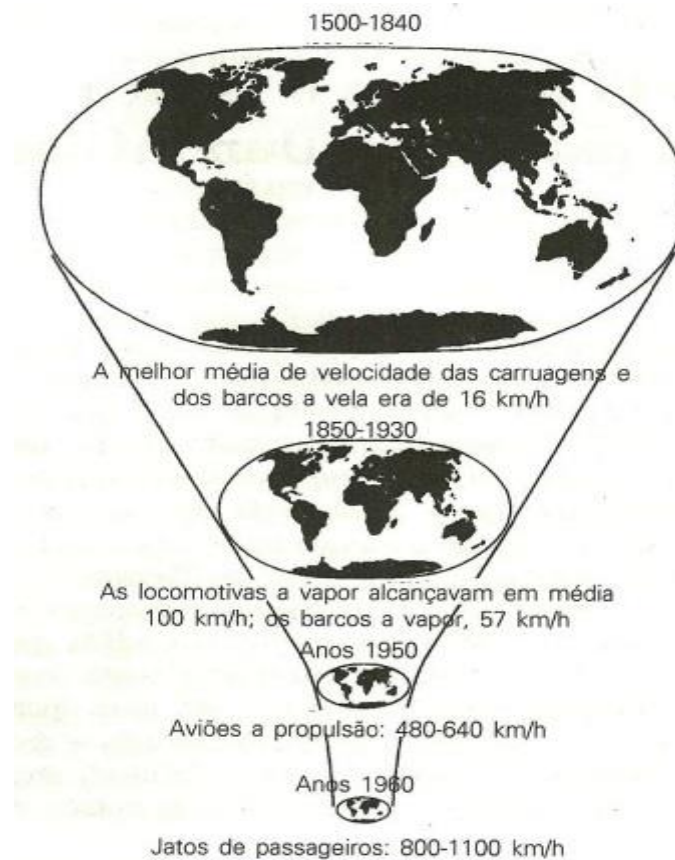 1500-1840
A melhor média de velocidade das carruagens e
dos barcos a vela era de 16 km/h
1850-1930
As locomotivas a vapor alcançavam em média
100 km/h; os barcos a vapor, 57 km/h
Anos 1950
Aviões a propulsão: 480-640 km/h
Anos 1960
Jatos de passageiros: 800-1100 km/h